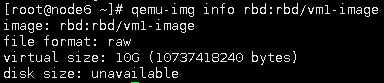 [root@node6 ~]# qemu-img info rbd:rbd/vm1-image
image: rbd:rbd/vm1-image
file format: raw
virtual size: 10G (10737418240 bytes)
disk size: unavailable